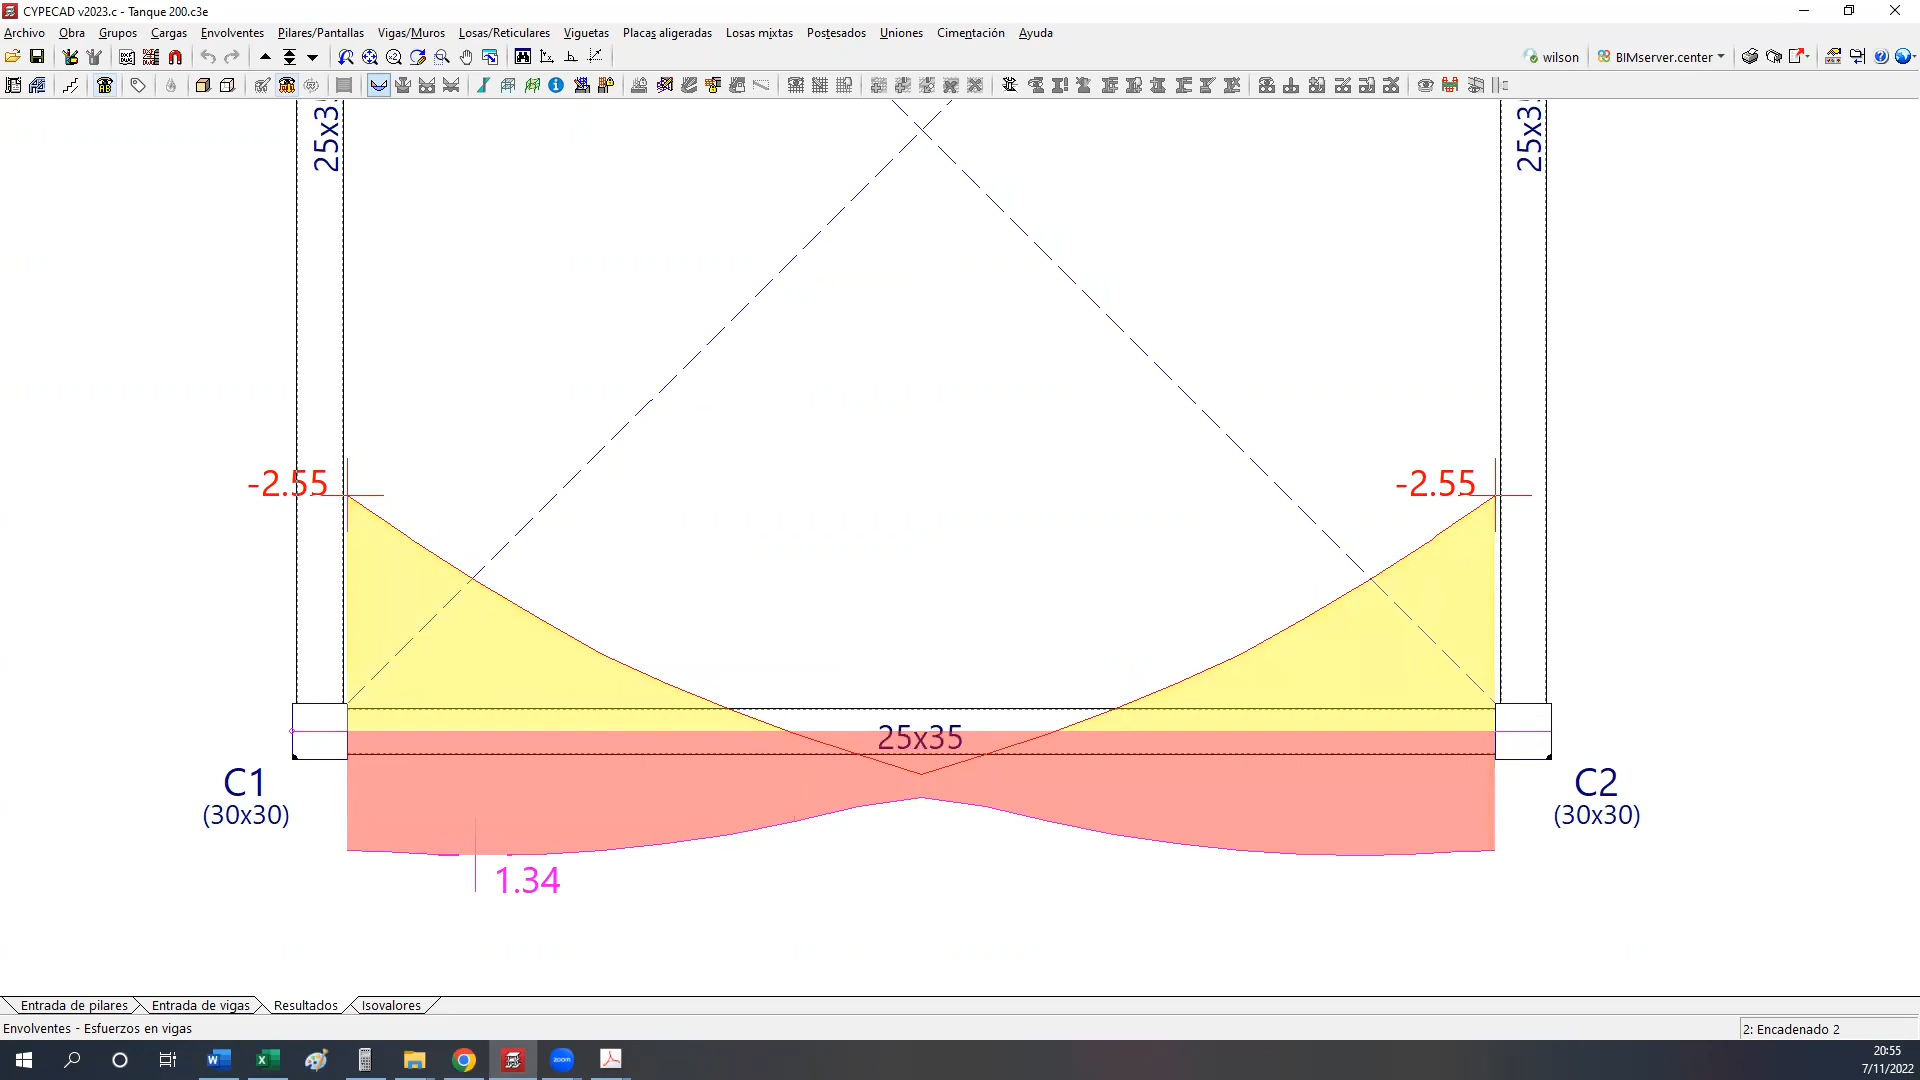 CYPECAD v2023.c - Tanque 200.c3e
Archivo Obra Grupos Cargas Envolventes Pilares/Pantallas Vigas/Muros Losas/Reticulares Viguetas Placas aligeradas Losas mixtas Postesados Uniones Cimentación Ayuda
wilson BIMserver.center
25x3
25x3
-2.55
-2.55
25x35
C1
(30x30)
C2
(30x30)
1.34
Entrada de pilares Entrada de vigas Resultados Isovalores
Envolventes - Esfuerzos en vigas
2: Encadenado 2
zoom
20:55
7/11/2022